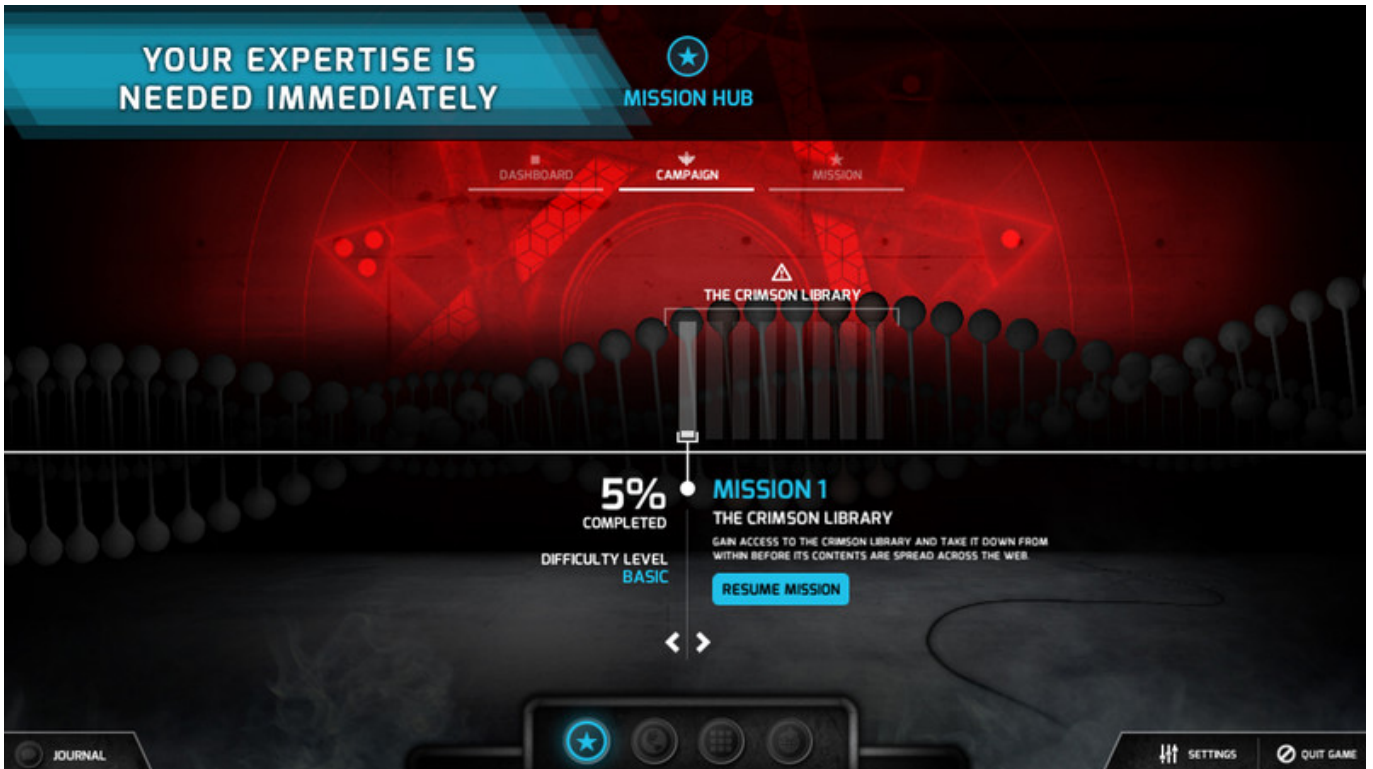 YOUR EXPERTISE IS
NEEDED IMMEDIATELY
MISSION HUB
DASHBOARD
CAMPAIGN
MISSION
THE CRIMSON LIBRARY
5%
COMPLETED
DIFFICULTY LEVEL
BASIC
MISSION 1
THE CRIMSON LIBRARY
GAIN ACCESS TO THE CRIMSON LIBRARY AND TAKE IT DOWN FROM
WITHIN BEFORE ITS CONTENTS ARE SPREAD ACROSS THE WEB.
RESUME MISSION
JOURNAL
SETTINGS
QUIT GAME